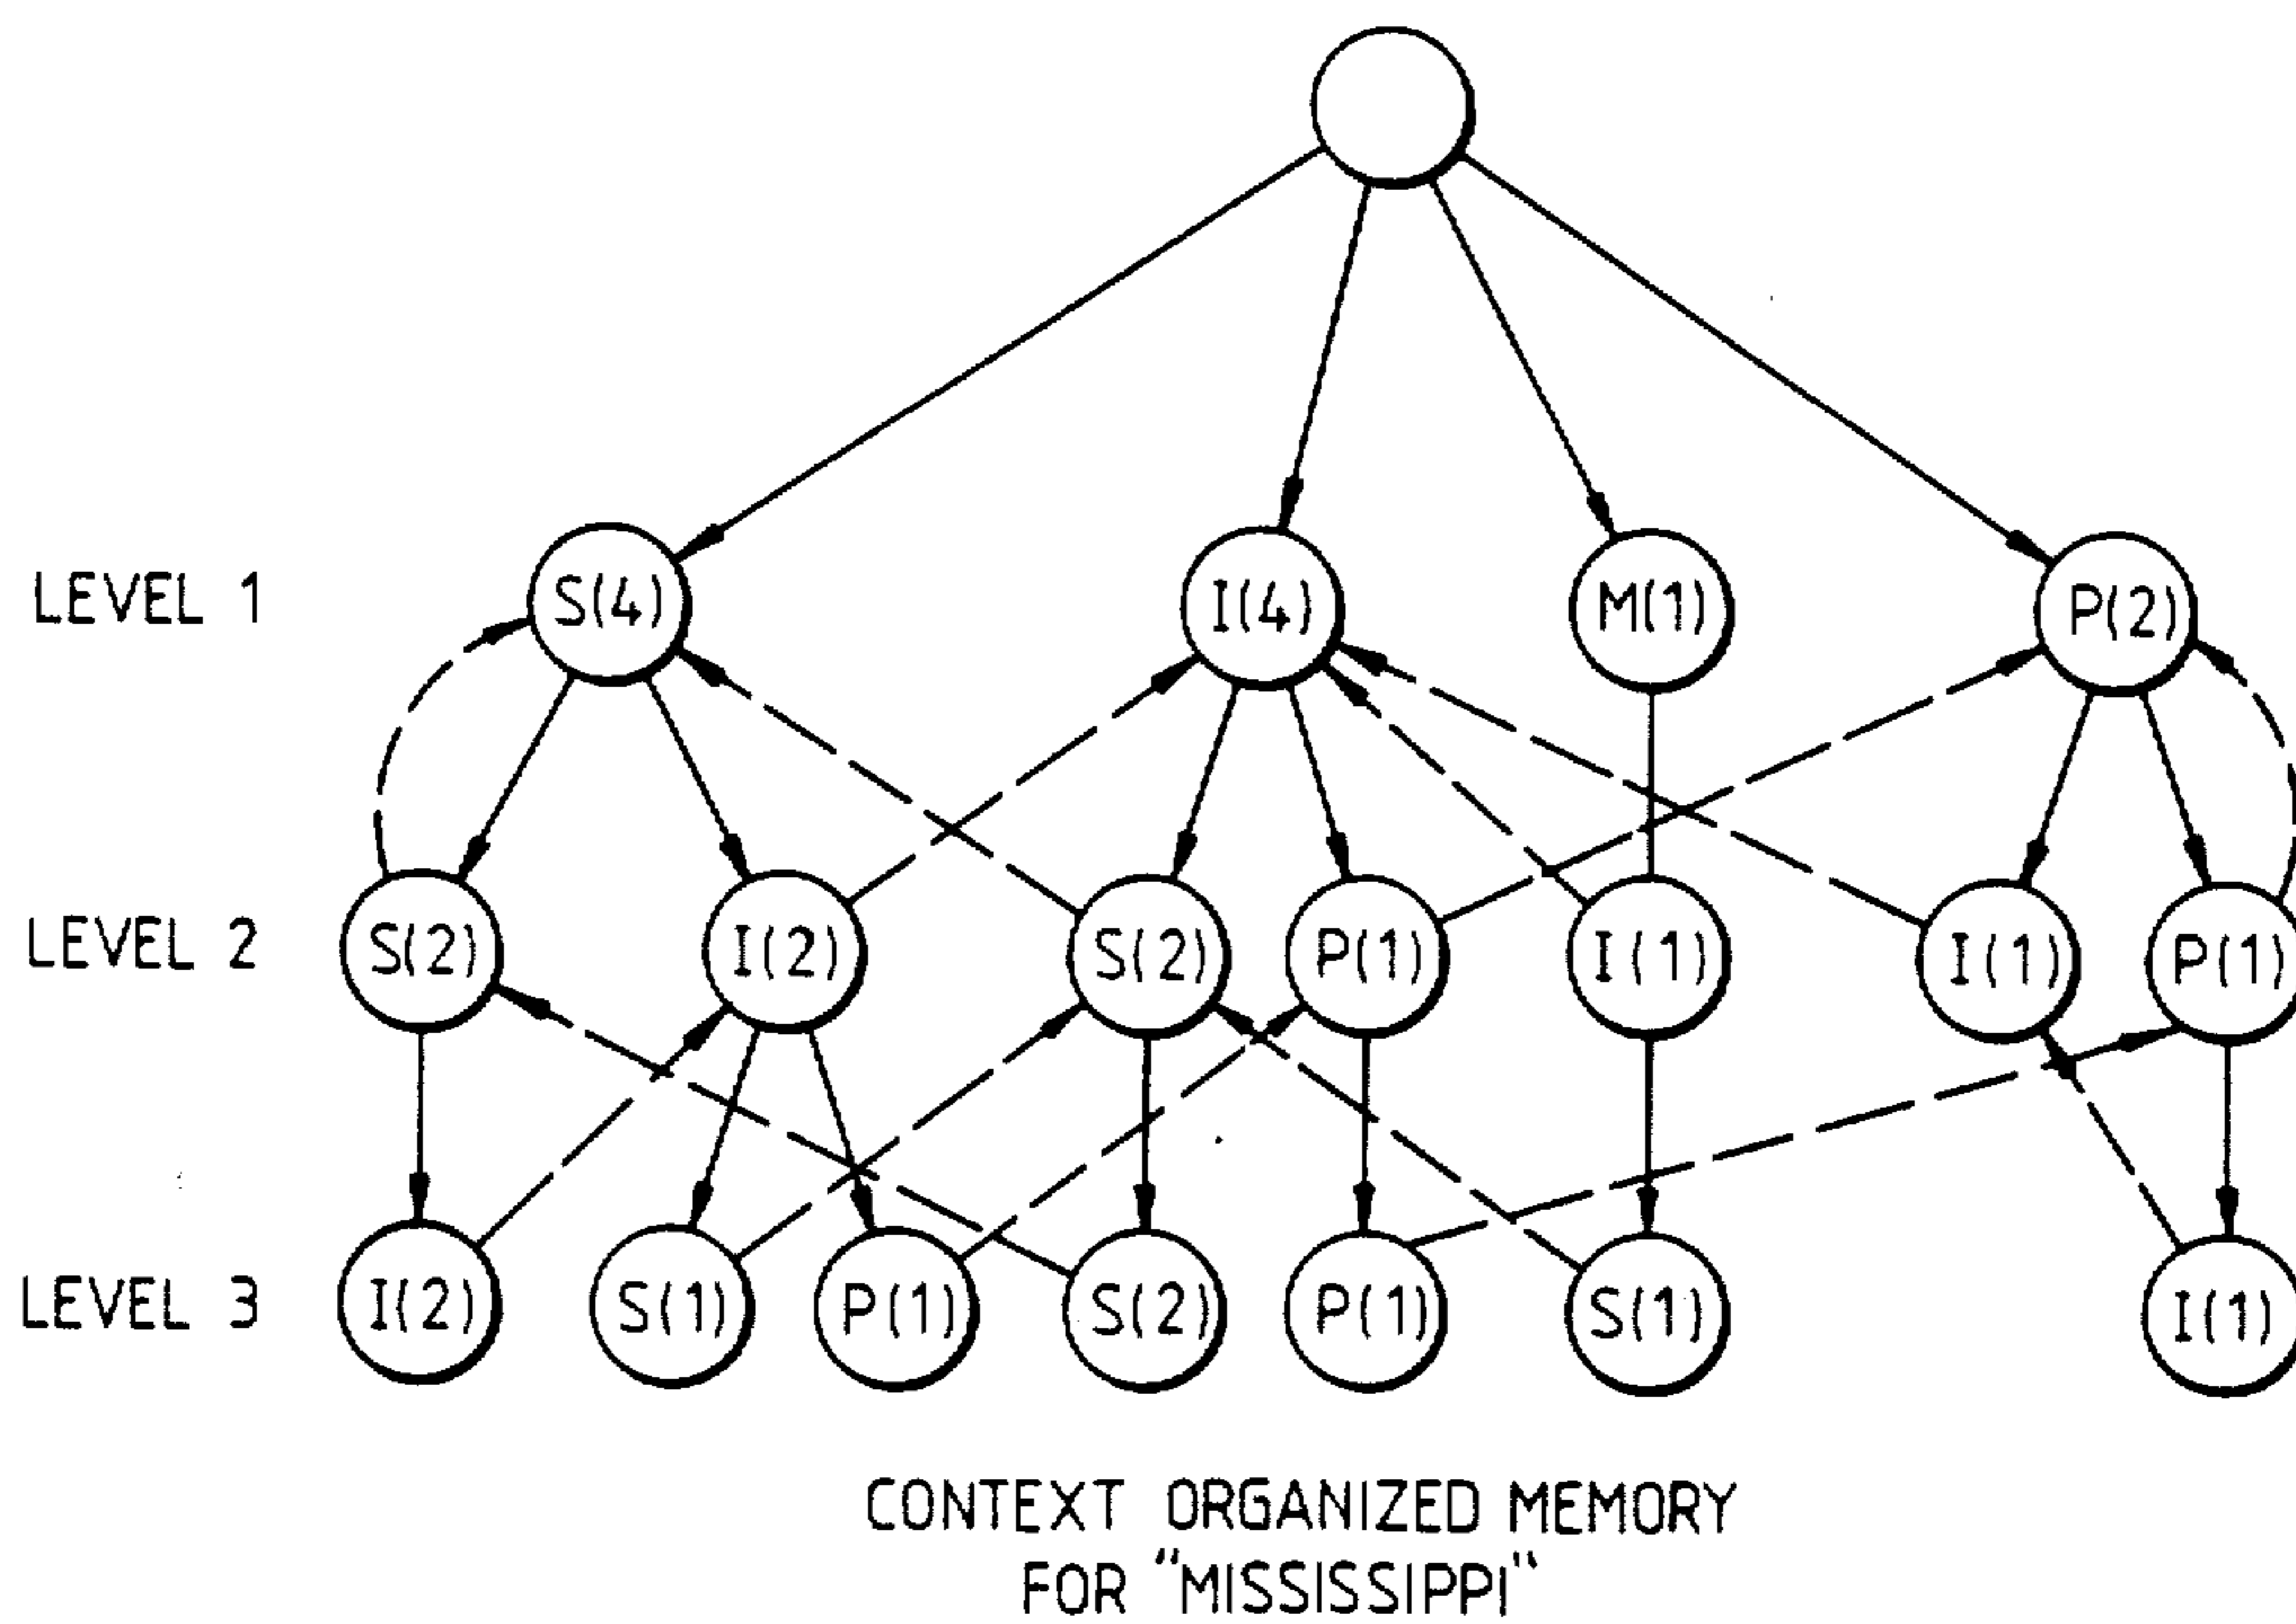 LEVEL 1 S(4) I(4) M(1) P(2)
LEVEL 2 S(2) I(2) S(2) P(1) I(1) I(1) P(1)
LEVEL 3 I(2) S(1) P(1) S(2) P(1) S(1) I(1)
CONTEXT ORGANIZED MEMORY
FOR "MISSISSIPPI"